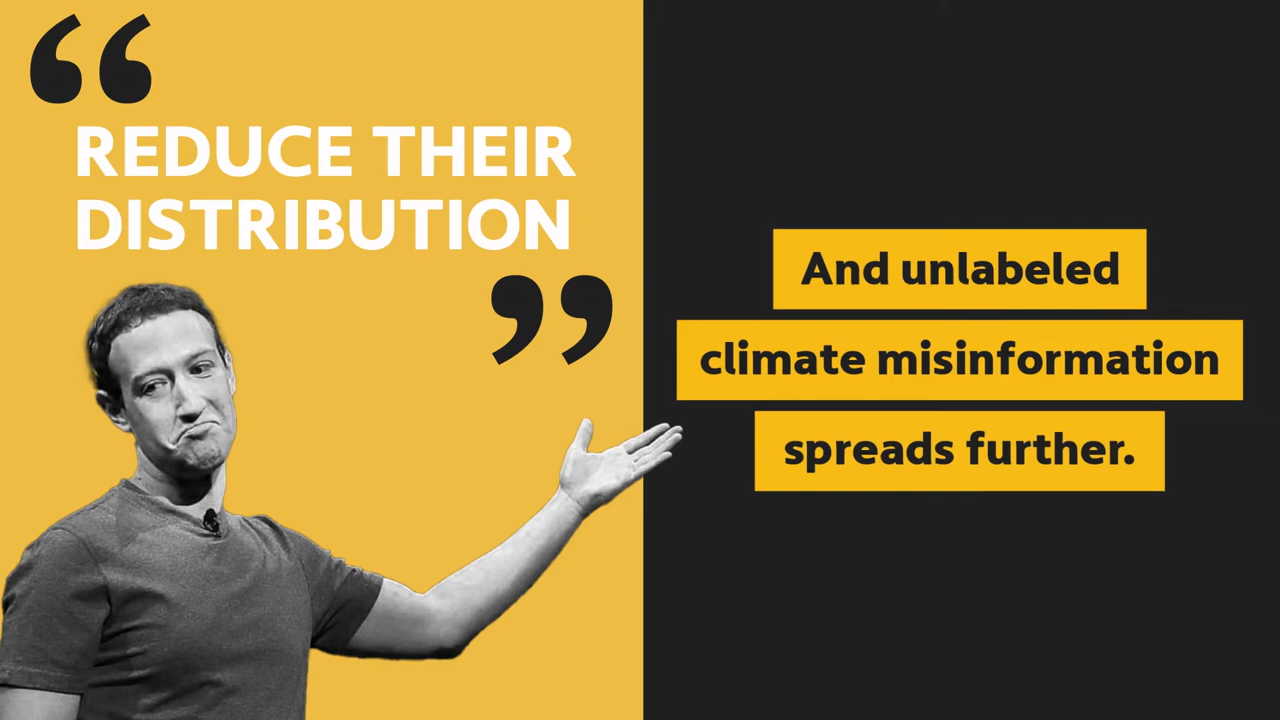 “
REDUCE THEIR
DISTRIBUTION
”
And unlabeled
climate misinformation
spreads further.